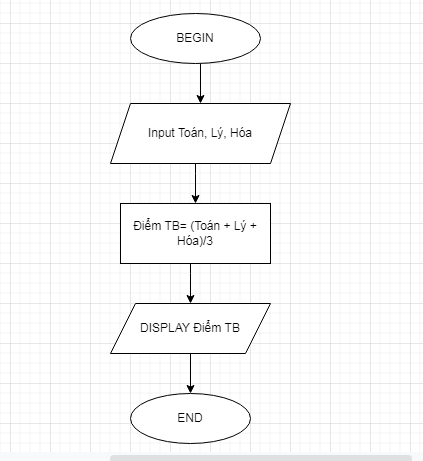 BEGIN
Input Toán, Lý, Hóa
Điểm TB= (Toán + Lý +
Hóa)/3
DISPLAY Điểm TB
END